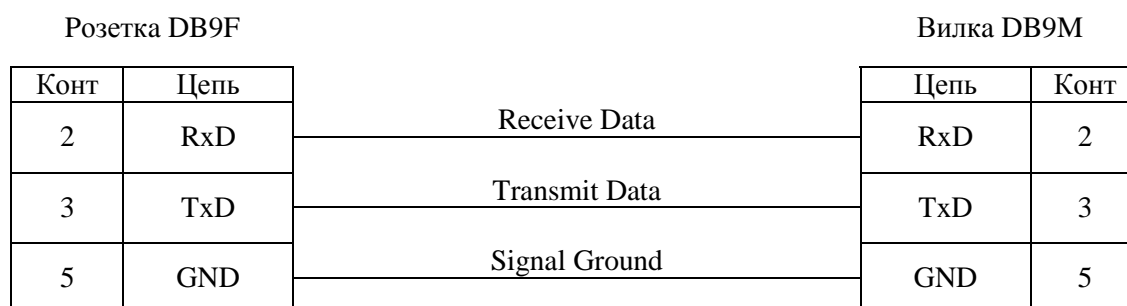 Розетка DB9F Вилка DB9M
Конт Цепь Цепь Конт
2 RxD Receive Data RxD 2
3 TxD Transmit Data TxD 3
5 GND Signal Ground GND 5